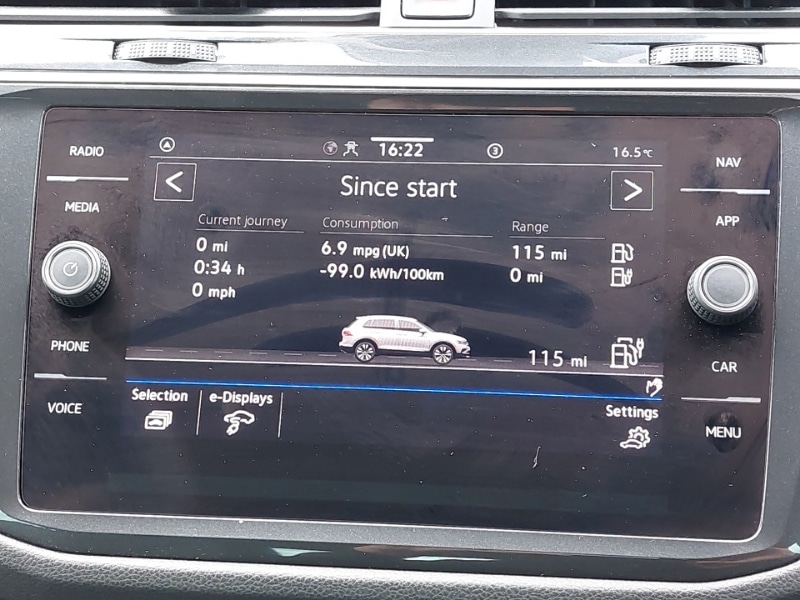 RADIO
MEDIA
PHONE
VOICE
16:22
3
16.5°C
Since start
Current journey
Consumption
Range
0 mi
6.9 mpg (UK)
115 mi
0:34 h
-99.0 kWh/100km
0 mi
0 mph
115 mi
Selection
e-Displays
Settings
NAV
APP
CAR
MENU